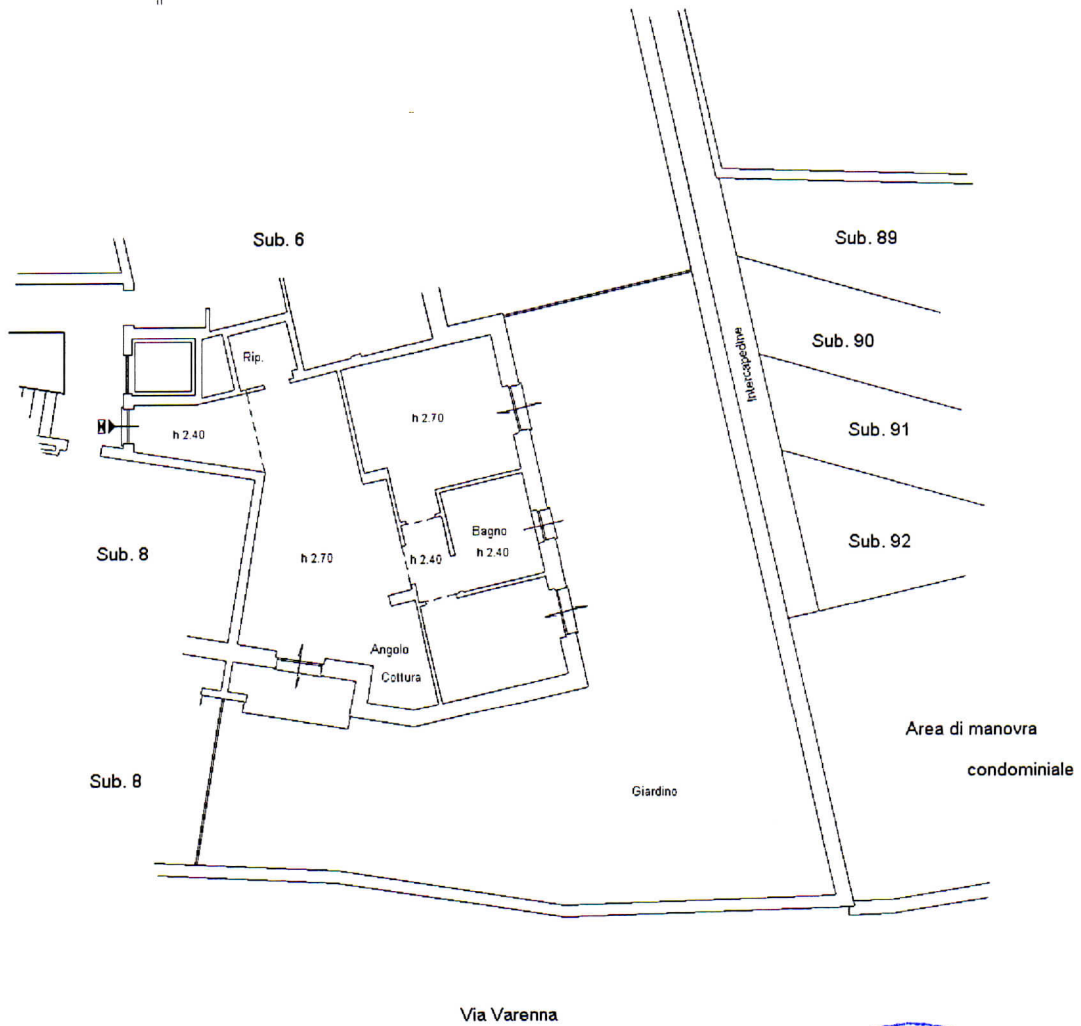 Sub. 6
Sub. 89
Sub. 90
Intercapedine
Rip.
h 2.70
Sub. 91
h 2.40
Sub. 92
Bagno
h 2.40
h 2.40
Sub. 8
h 2.70
Angolo
Cottura
Area di manovra
condominiale
Sub. 8
Giardino
Via Varenna